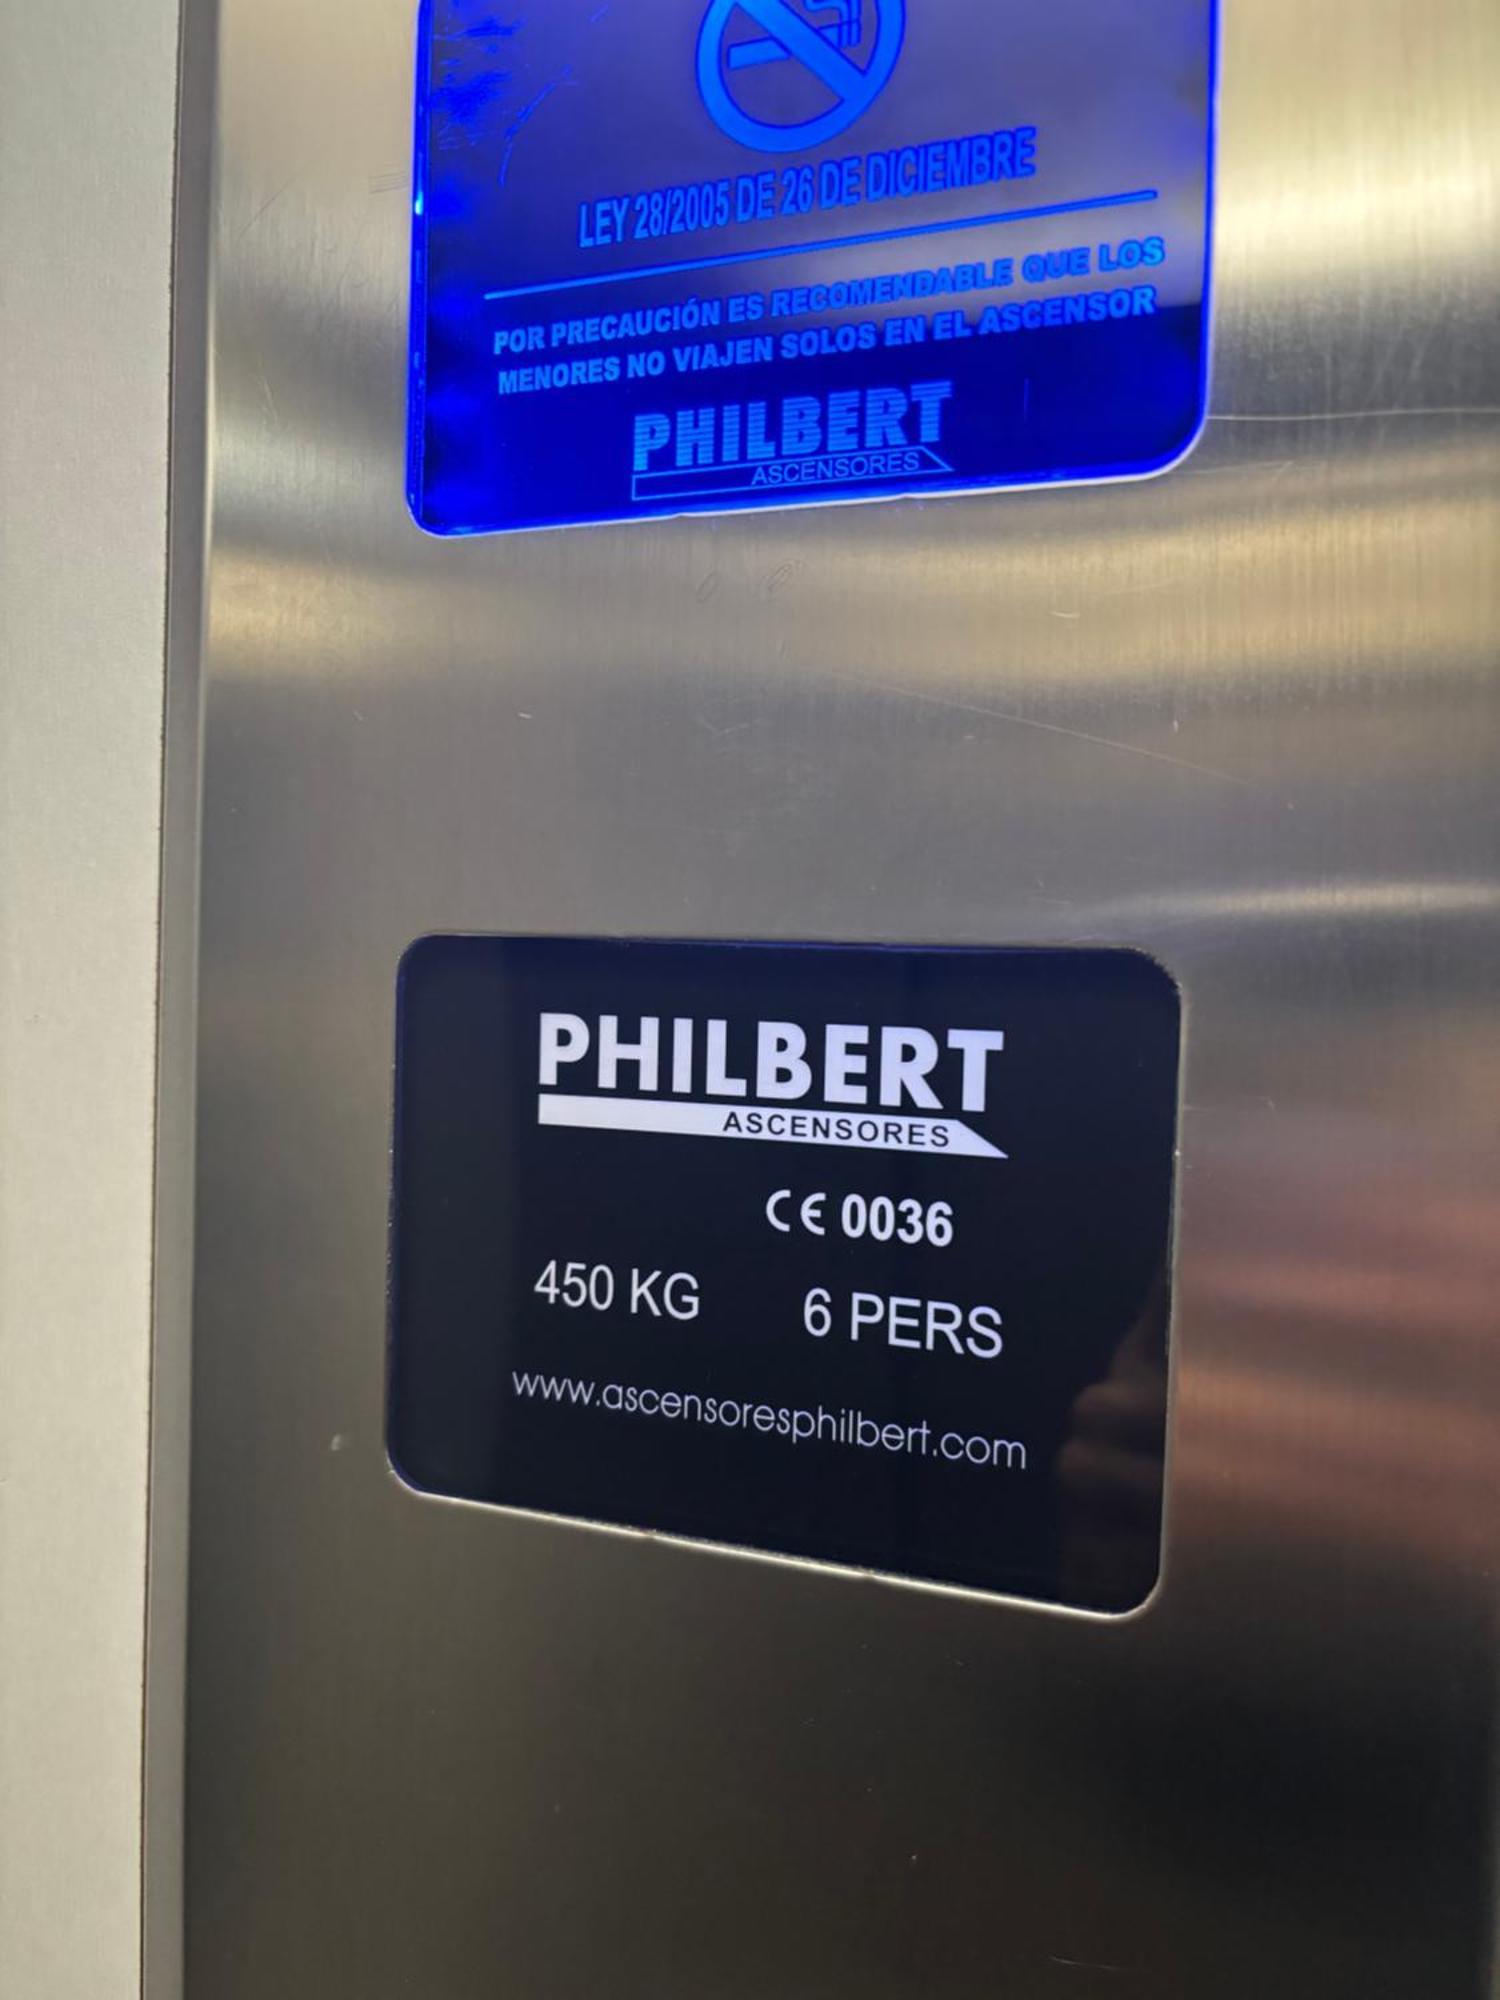 LEY 28/2005 DE 26 DE DICIEMBRE
POR PRECAUCIÓN ES RECOMENDABLE QUE LOS
MENORES NO VIAJEN SOLOS EN EL ASCENSOR
PHILBERT
ASCENSORES
PHILBERT
ASCENSORES
CE 0036
450 KG 6 PERS
www.ascensoresphilbert.com